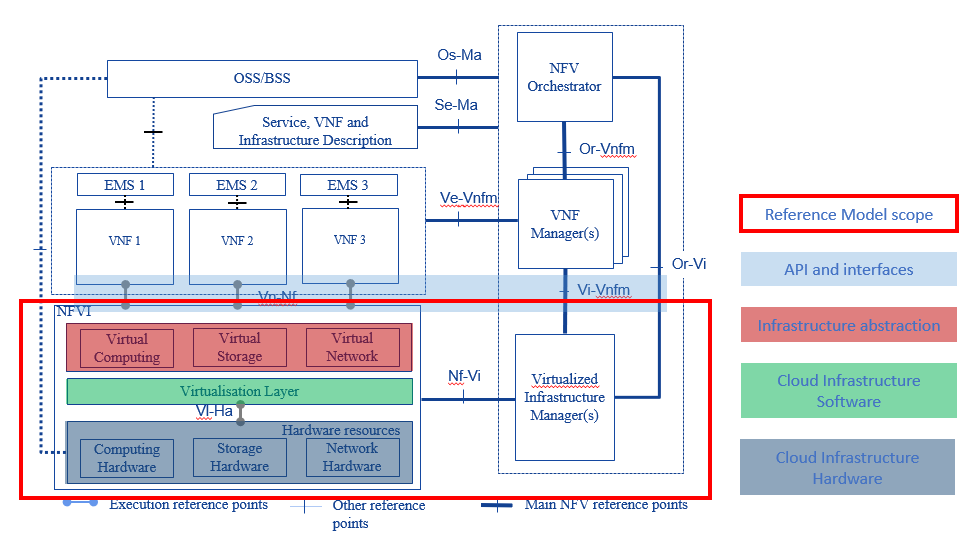 Os-Ma
OSS/BSS
NFV
Orchestrator
Se-Ma
Service, VNF and
Infrastructure Description
Or-Vnfm
EMS 1
EMS 2
EMS 3
Ve-Vnfm
VNF
Manager(s)
VNF 1
VNF 2
VNF 3
Or-Vi
Vn-Nf
Vi-Vnfm
NFVI
Virtual
Computing
Virtual
Storage
Virtual
Network
Virtualisation Layer
Nf-Vi
Virtualized
Infrastructure
Manager(s)
Vl-Ha
Hardware resources
Computing
Hardware
Storage
Hardware
Network
Hardware
Execution reference points
Other reference
points
Main NFV reference points
Reference Model scope
API and interfaces
Infrastructure abstraction
Cloud Infrastructure
Software
Cloud Infrastructure
Hardware